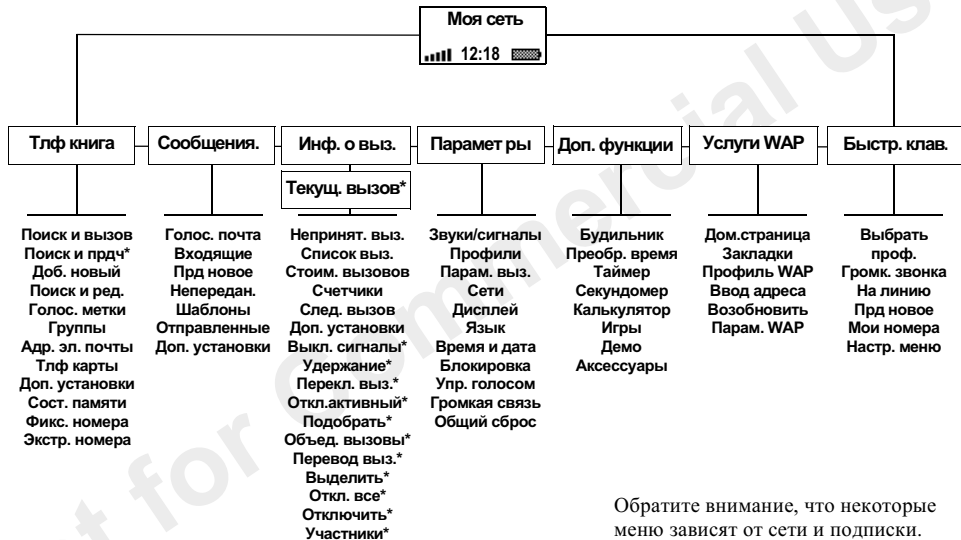 Моя сеть
12:18
Тлф книга
Сообщения.
Инф. о выз.
Парамет ры
Доп. функции
Услуги WAP
Быстр. клав.
Текущ. вызов*
Поиск и вызов
Поиск и прдч*
Доб. новый
Поиск и ред.
Голос. метки
Группы
Адр. эл. почты
Тлф карты
Доп. установки
Сост. памяти
Фикс. номера
Экстр. номера
Голос. почта
Входящие
Прд новое
Непередан.
Шаблоны
Отправленные
Доп. установки
Непринят. выз.
Список выз.
Стоим. вызовов
Счетчики
След. вызов
Доп. установки
Выкл. сигналы*
Удержание*
Перекл. выз.*
Откл.активный*
Подобрать*
Объед. вызовы*
Перевод выз.*
Выделить*
Откл. все*
Отключить*
Участники*
Звуки/сигналы
Профили
Парам. выз.
Сети
Дисплей
Язык
Время и дата
Блокировка
Упр. голосом
Громкая связь
Общий сброс
Будильник
Преобр. время
Таймер
Секундомер
Калькулятор
Игры
Демо
Аксессуары
Дом.страница
Закладки
Профиль WAP
Ввод адреса
Возобновить
Парам. WAP
Выбрать
проф.
Громк. звонка
На линию
Прд новое
Мои номера
Настр. меню
Обратите внимание, что некоторые
меню зависят от сети и подписки.
for Commercial Us